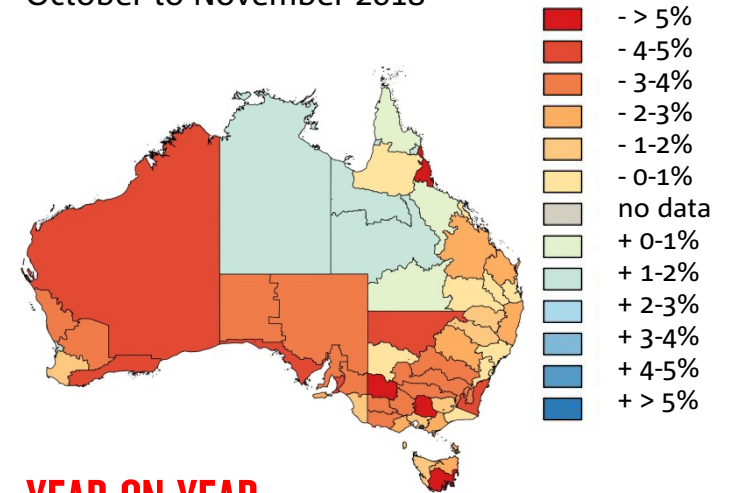 October to November 2018
- > 5%
- 4-5%
- 3-4%
- 2-3%
- 1-2%
- 0-1%
no data
+ 0-1%
+ 1-2%
+ 2-3%
+ 3-4%
+ 4-5%
+ > 5%
YEAR ON YEAR